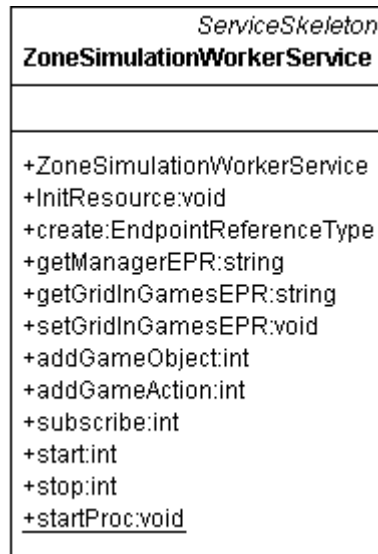 ServiceSkeleton
ZoneSimulationWorkerService
+ZoneSimulationWorkerService
+InitResource:void
+create:EndpointReferenceType
+getManagerEPR:string
+getGridInGamesEPR:string
+setGridInGamesEPR:void
+addGameObject:int
+addGameAction:int
+subscribe:int
+start:int
+stop:int
+startProc:void